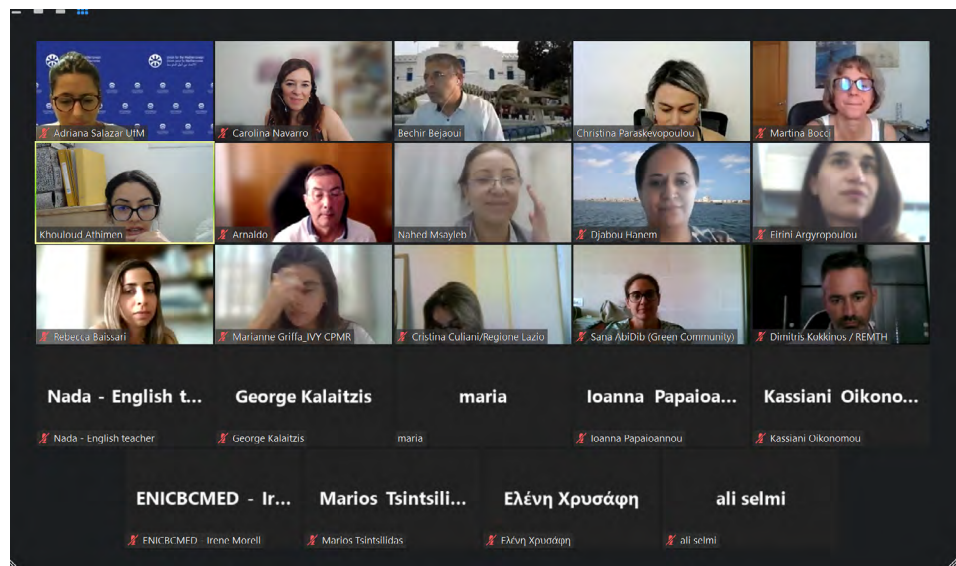 Adriana Salazar UfM
Carolina Navarro
Bechir Bejaoui
Christina Paraskevopoulou
Martina Bocci
Khouloud Athimen
Arnaldo
Nahed Msayleb
Djabou Hanem
Eirini Argyropoulou
Rebecca Baissari
Marianne Griffa_IVY CPMR
Cristina Culiani/Regione Lazio
Sana AbiDib (Green Community)
Dimitris Kokkinos / REMTH
Nada - English t...
George Kalaitzis
maria
Ioanna Papaioa...
Kassiani Oikono...
Nada - English teacher
George Kalaitzis
maria
Ioanna Papaioannou
Kassiani Oikonomou
ENICBCMED - Ir...
Marios Tsintsili...
Ελένη Χρυσάφη
ali selmi
ENICBCMED - Irene Morell
Marios Tsintsilidas
Ελένη Χρυσάφη
ali selmi